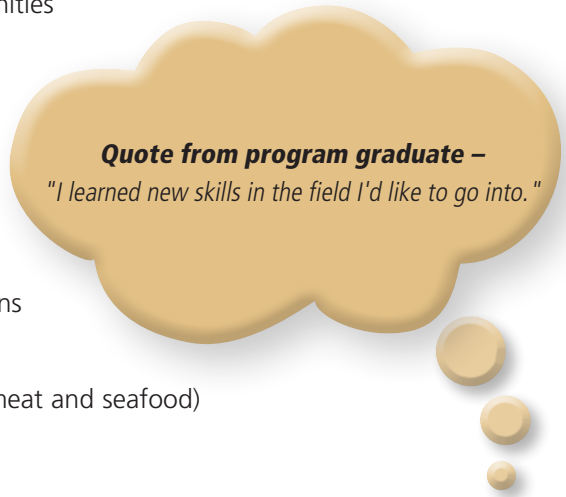 nities
Quote from program graduate –
"I learned new skills in the field I'd like to go into."
ns
neat and seafood)